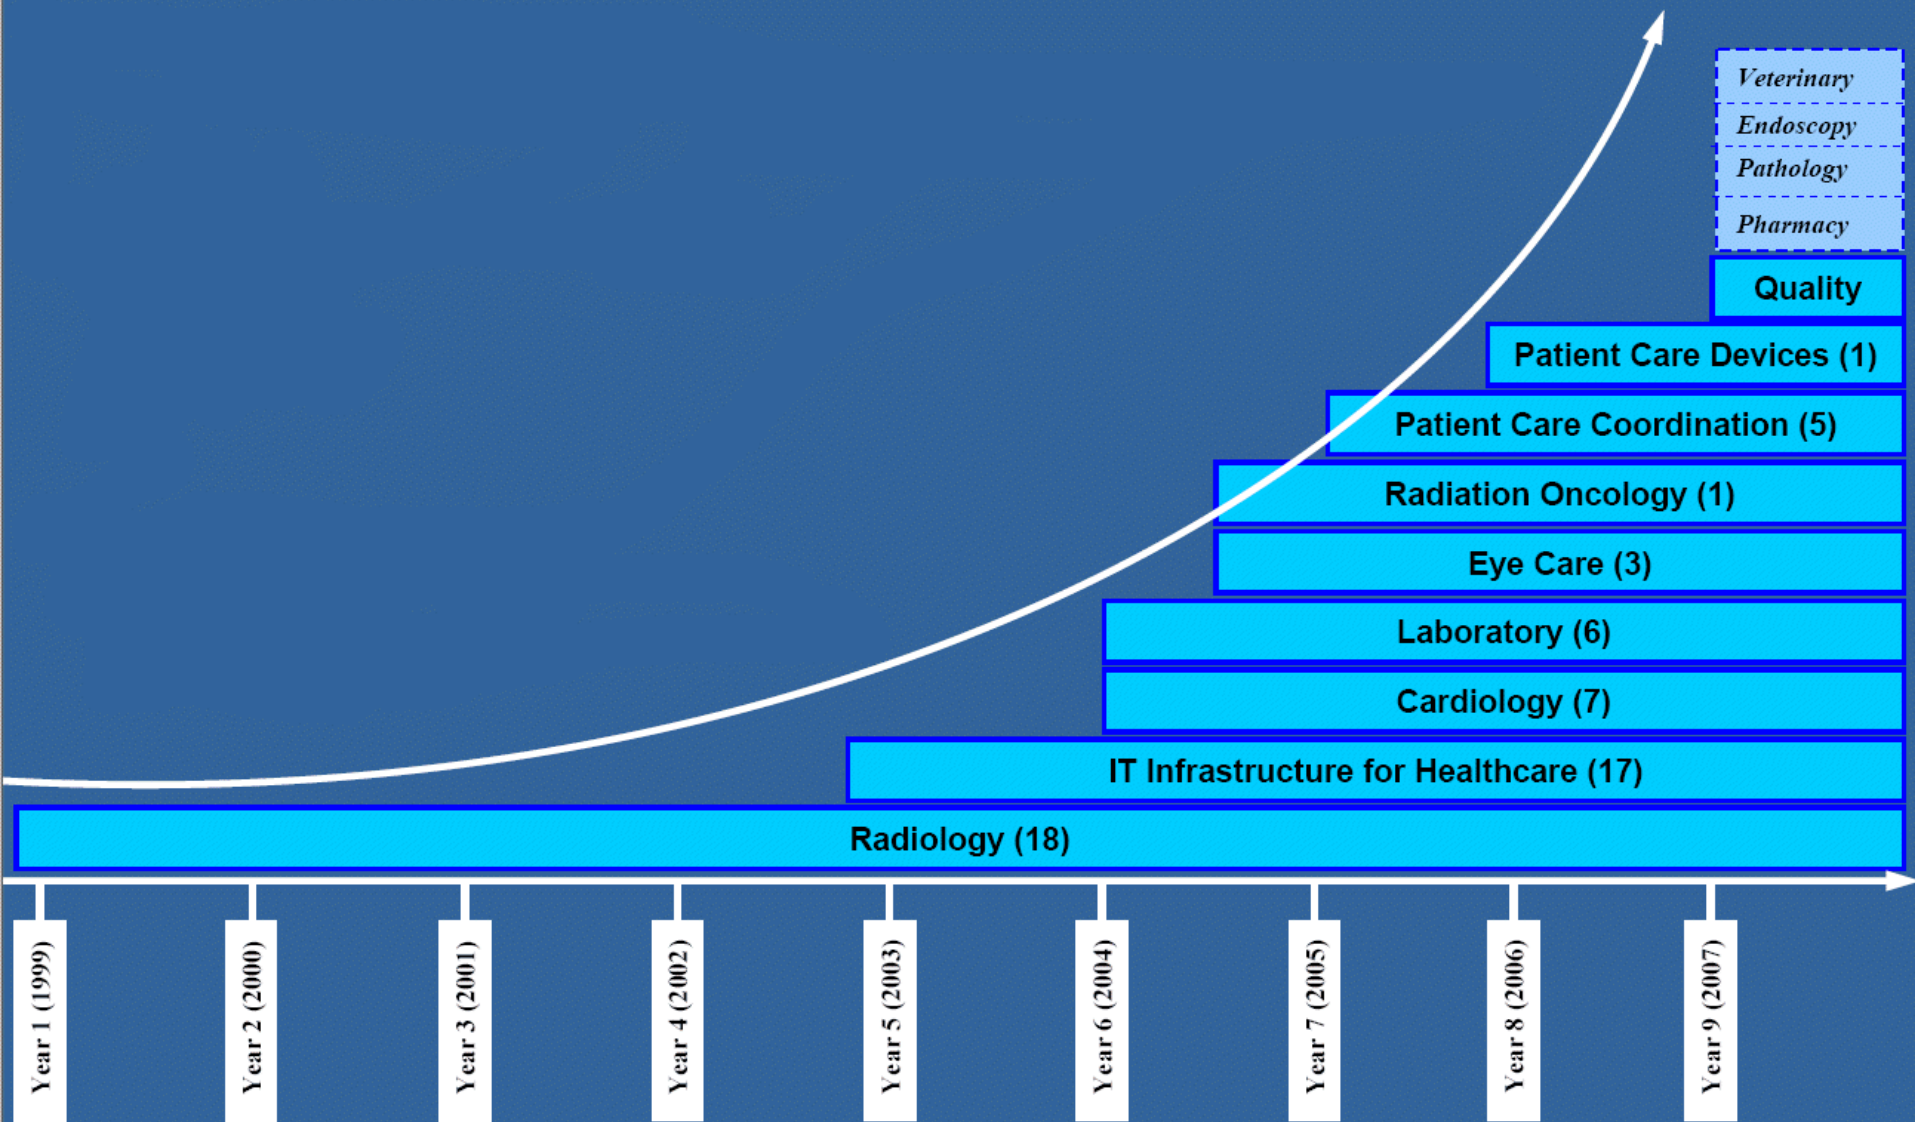 Veterinary
Endoscopy
Pathology
Pharmacy
Quality
Patient Care Devices (1)
Patient Care Coordination (5)
Radiation Oncology (1)
Eye Care (3)
Laboratory (6)
Cardiology (7)
IT Infrastructure for Healthcare (17)
Radiology (18)
Year 1 (1999)
Year 2 (2000)
Year 3 (2001)
Year 4 (2002)
Year 5 (2003)
Year 6 (2004)
Year 7 (2005)
Year 8 (2006)
Year 9 (2007)